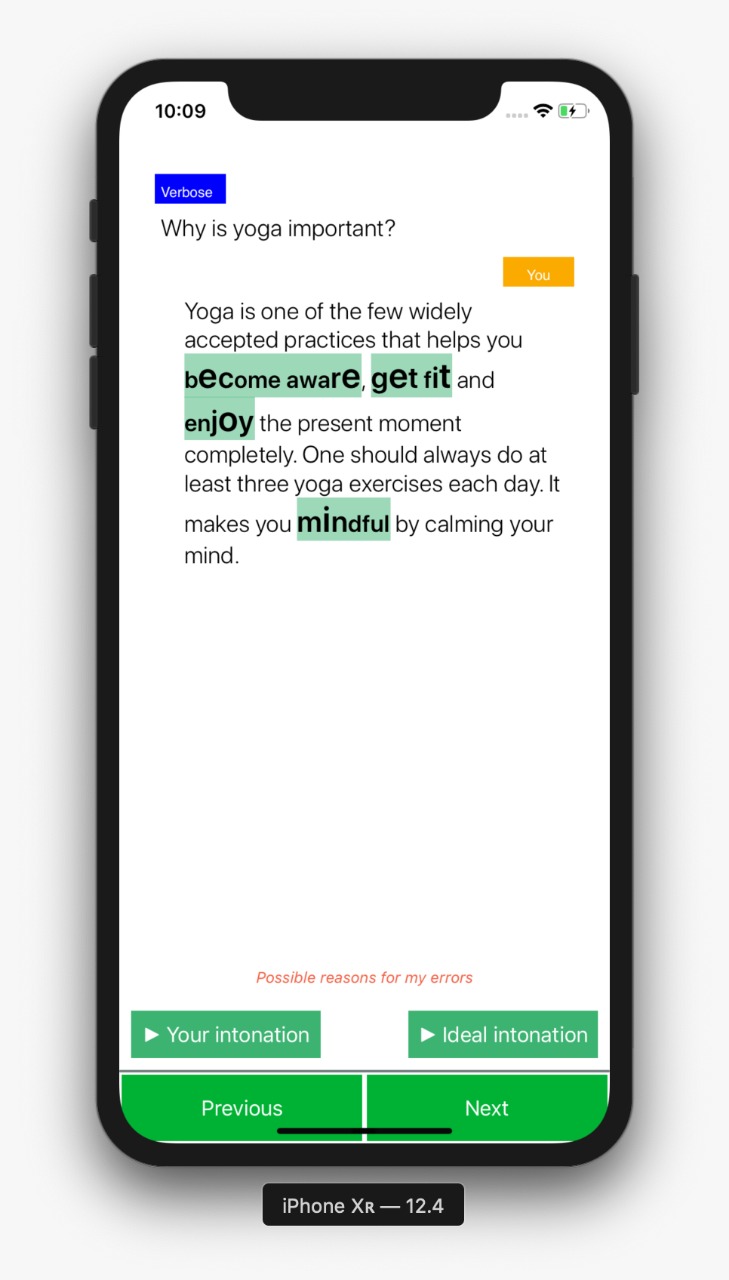 10:09
Verbose
Why is yoga important?
You
Yoga is one of the few widely
accepted practices that helps you
become aware, get fit and
enjoy the present moment
completely. One should always do at
least three yoga exercises each day. It
makes you mindful by calming your
mind.
Possible reasons for my errors
▶ Your intonation
▶ Ideal intonation
Previous
Next
iPhone Xʀ — 12.4